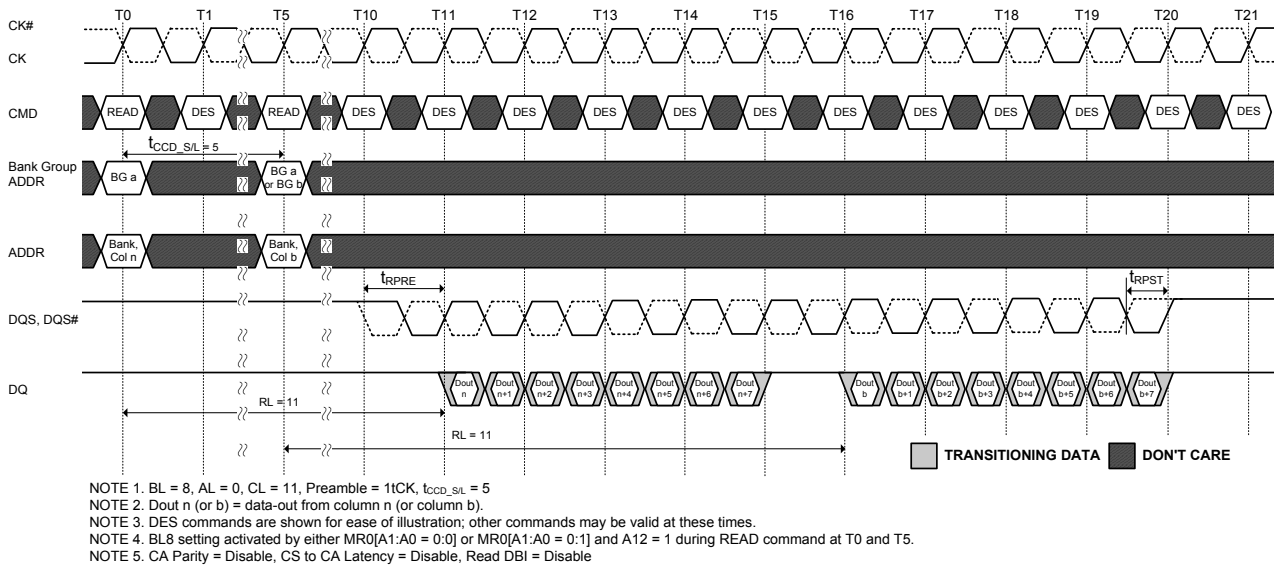 T0 T1 T5 T10 T11 T12 T13 T14 T15 T16 T17 T18 T19 T20 T21
CK#
CK
CMD READ DES READ DES DES DES DES DES DES DES DES DES DES DES DES
tCCD_S/L = 5
Bank Group
ADDR
BG a
BG a
or BG b
ADDR
Bank,
Col n
Bank,
Col b
tRPRE
tRPST
DQS, DQS#
DQ
Dout
n
Dout
n+1
Dout
n+2
Dout
n+3
Dout
n+4
Dout
n+5
Dout
n+6
Dout
n+7
Dout
b
Dout
b+1
Dout
b+2
Dout
b+3
Dout
b+4
Dout
b+5
Dout
b+6
Dout
b+7
RL = 11
RL = 11
TRANSITIONING DATA DON'T CARE
NOTE 1. BL = 8, AL = 0, CL = 11, Preamble = 1tCK, tCCD_S/L = 5
NOTE 2. Dout n (or b) = data-out from column n (or column b).
NOTE 3. DES commands are shown for ease of illustration; other commands may be valid at these times.
NOTE 4. BL8 setting activated by either MR0[A1:A0 = 0:0] or MR0[A1:A0 = 0:1] and A12 = 1 during READ command at T0 and T5.
NOTE 5. CA Parity = Disable, CS to CA Latency = Disable, Read DBI = Disable